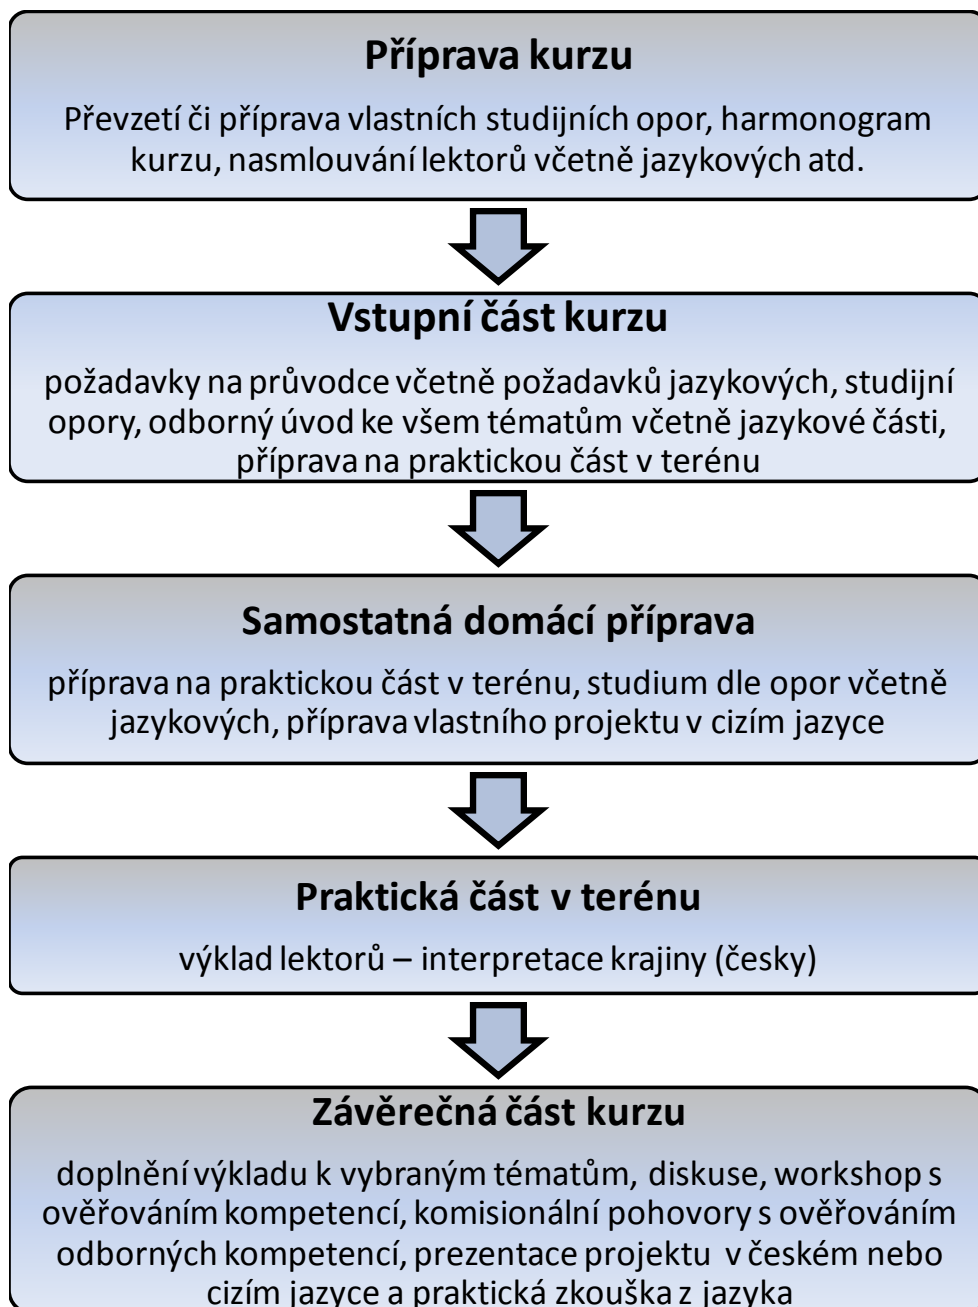 Příprava kurzu
Převzetí či příprava vlastních studijních opor, harmonogram
kurzu, nasmlouvání lektorů včetně jazykových atd.
Vstupní část kurzu
požadavky na průvodce včetně požadavků jazykových, studijní
opory, odborný úvod ke všem tématům včetně jazykové části,
příprava na praktickou část v terénu
Samostatná domácí příprava
příprava na praktickou část v terénu, studium dle opor včetně
jazykových, příprava vlastního projektu v cizím jazyce
Praktická část v terénu
výklad lektorů – interpretace krajiny (česky)
Závěrečná část kurzu
doplnění výkladu k vybraným tématům, diskuse, workshop s
ověřováním kompetencí, komisionální pohovory s ověřováním
odborných kompetencí, prezentace projektu v českém nebo
cizím jazyce a praktická zkouška z jazyka